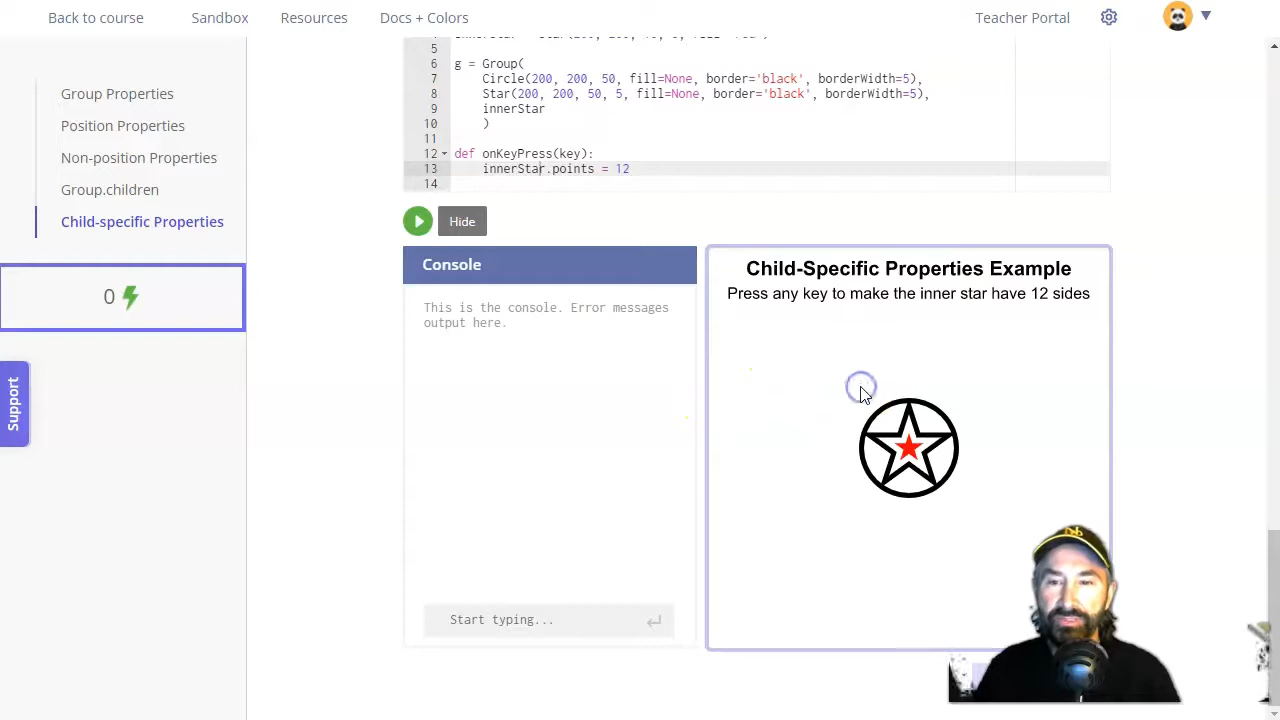 Back to course
Sandbox
Resources
Docs + Colors
Teacher Portal
Group Properties
Position Properties
Non-position Properties
Group.children
Child-specific Properties
0
Support
5
6 g = Group(
7 Circle(200, 200, 50, fill=None, border='black', borderWidth=5),
8 Star(200, 200, 50, 5, fill=None, border='black', borderWidth=5),
9 innerStar
10 )
11
12 def onKeyPress(key):
13 innerStar.points = 12
14
Hide
Console
This is the console. Error messages
output here.
Start typing...
Child-Specific Properties Example
Press any key to make the inner star have 12 sides